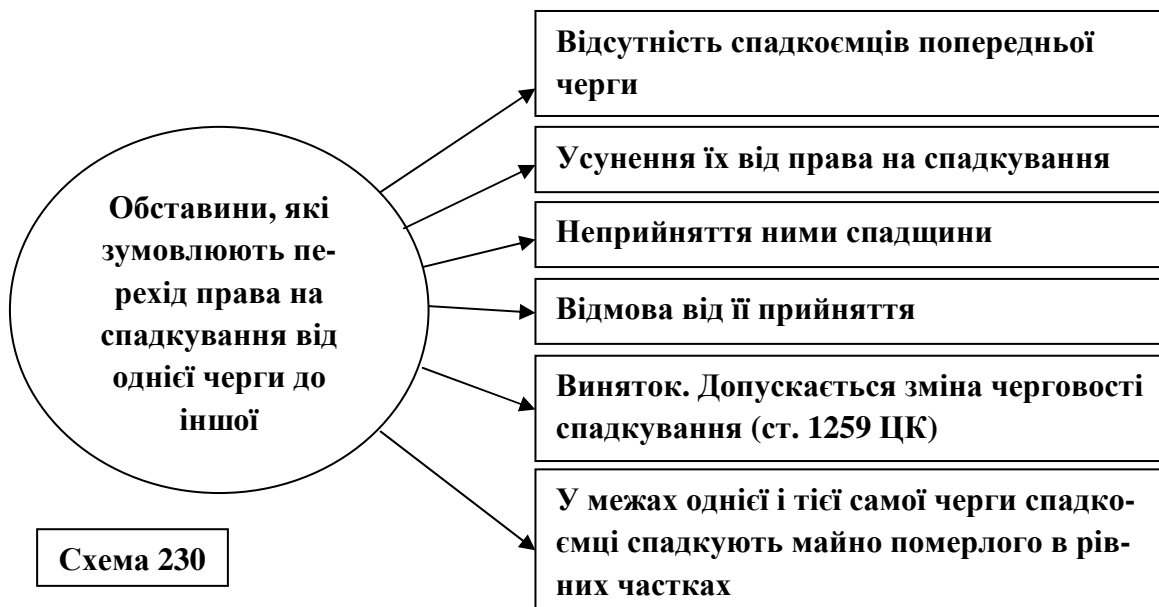 Обставини, які
зумовлюють пе-
рехід права на
спадкування від
однієї черги до
іншої
Відсутність спадкоємців попередньої
черги
Усунення їх від права на спадкування
Неприйняття ними спадщини
Відмова від її прийняття
Виняток. Допускається зміна черговості
спадкування (ст. 1259 ЦК)
У межах однієї і тієї самої черги спадко-
ємці спадкують майно померлого в рів-
них частках
Схема 230